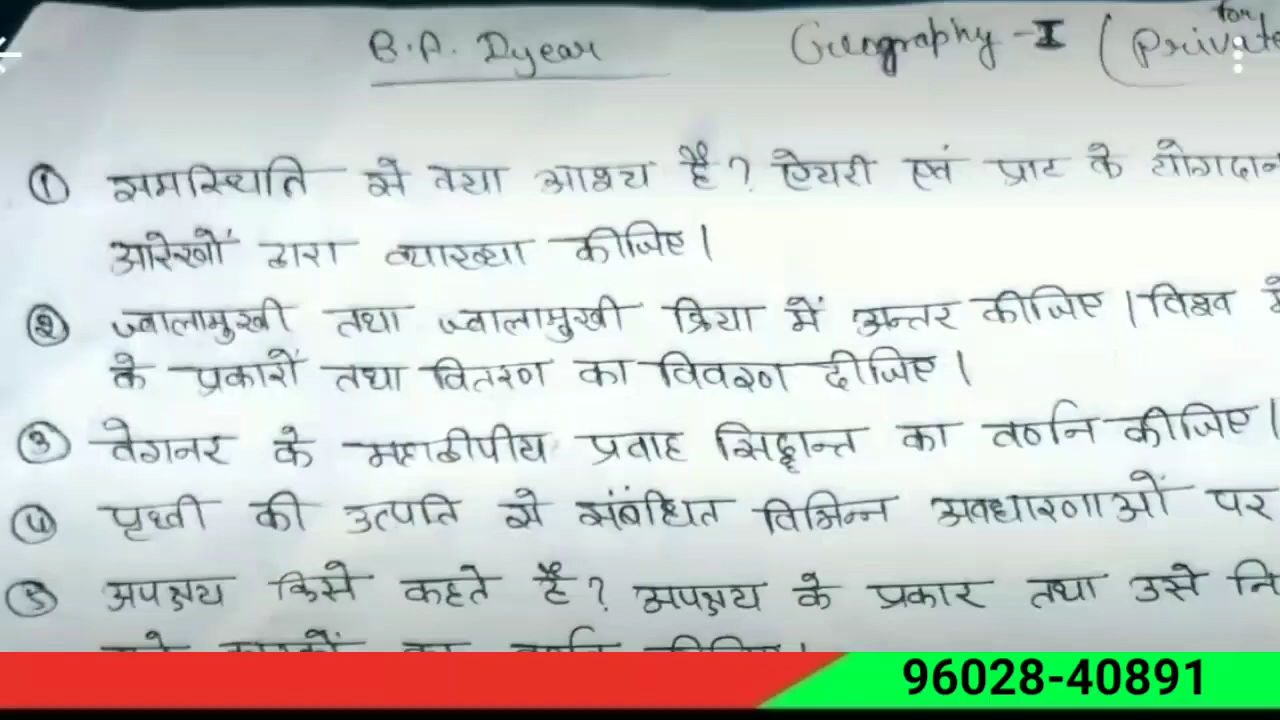 B.A. I year Geography - I (for Private
① समस्थिति से क्या आशय है? ऐयरी एवं प्राट के योगदान
आरेखों द्वारा व्याख्या कीजिए।
② ज्वालामुखी तथा ज्वालामुखी क्रिया में अन्तर कीजिए। विश्व में
के प्रकारों तथा वितरण का विवरण दीजिए।
③ वेगनर के महाद्वीपीय प्रवाह सिद्धान्त का वर्णन कीजिए।
④ पृथ्वी की उत्पति से संबंधित विभिन्न अवधारणाओं पर
⑤ अपक्षय किसे कहते है? अपक्षय के प्रकार तथा उसे नि
96028-40891